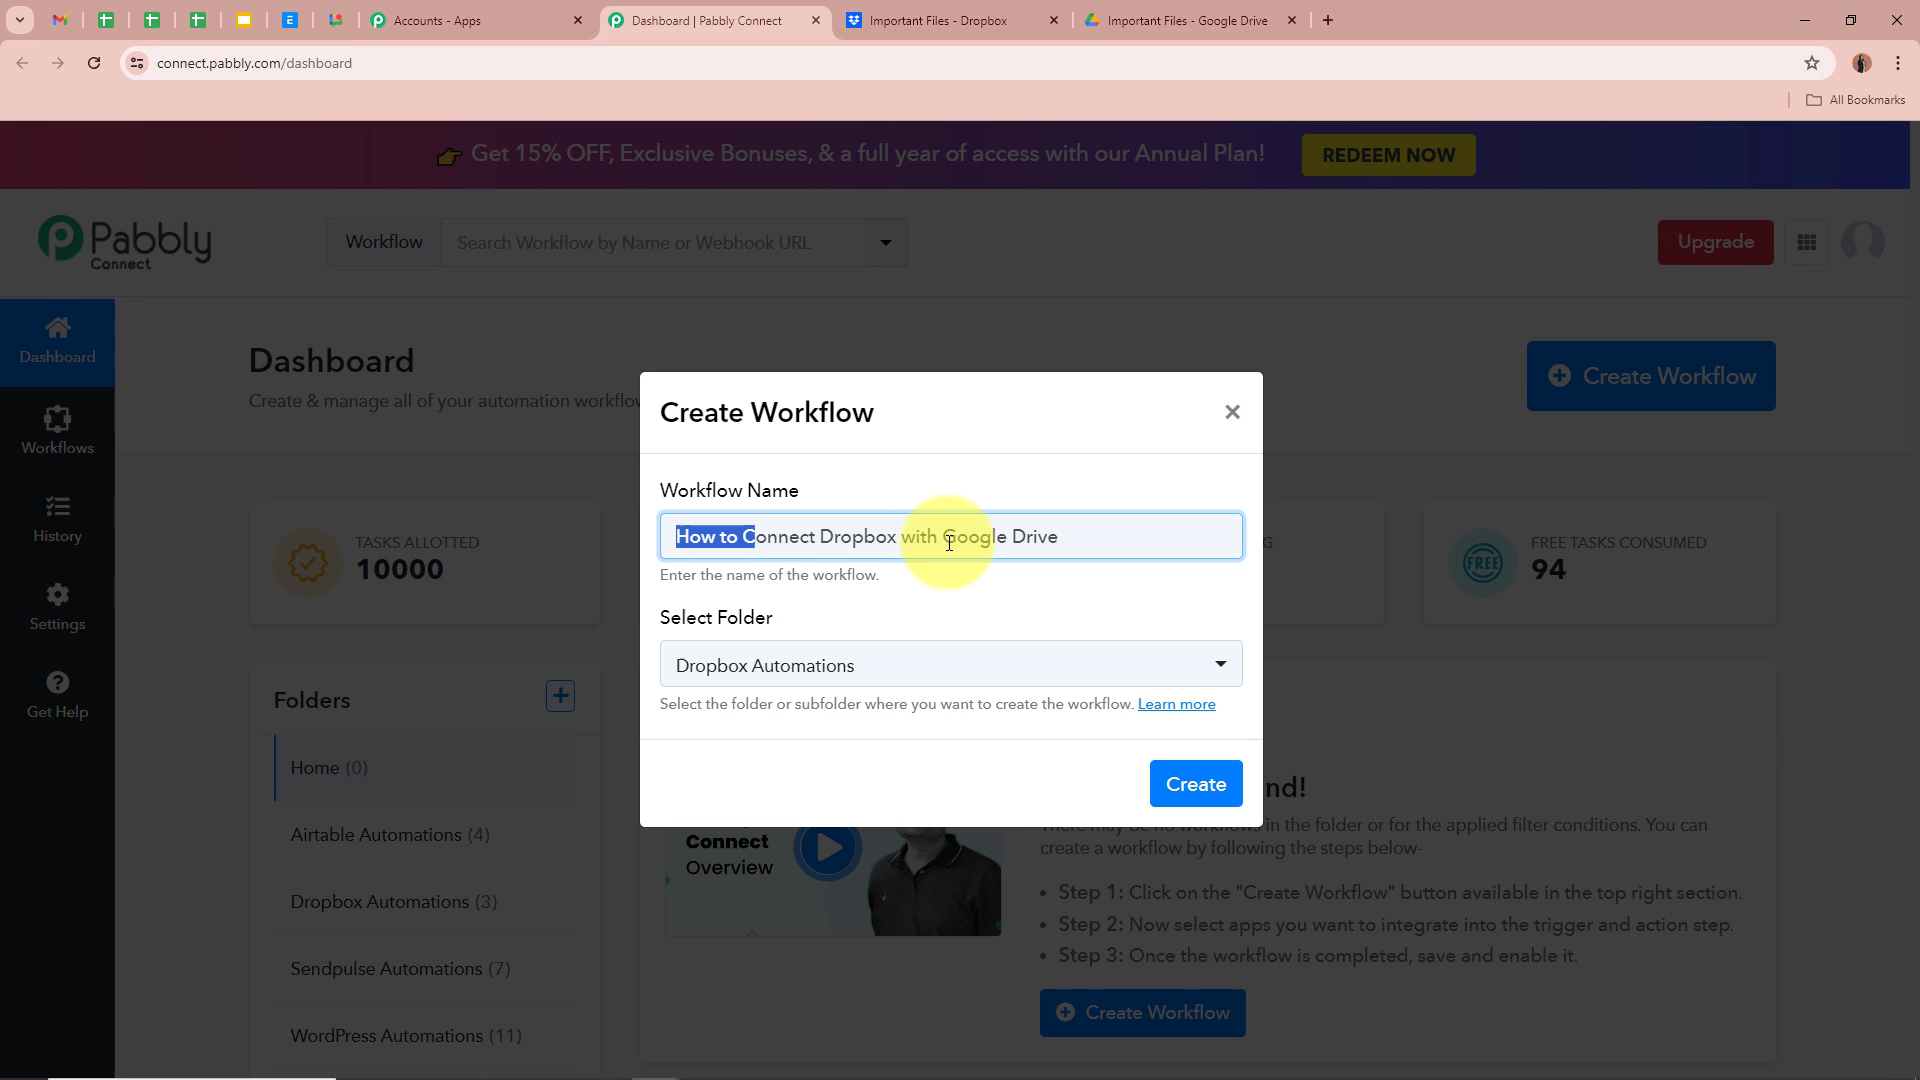 Accounts - Apps
Dashboard | Pabbly Connect
Important Files - Dropbox
Important Files - Google Drive
connect.pabbly.com/dashboard
All Bookmarks
Get 15% OFF, Exclusive Bonuses, & a full year of access with our Annual Plan!
REDEEM NOW
Pabbly
Connect
Workflow
Search Workflow by Name or Webhook URL
Upgrade
Dashboard
Workflows
History
Settings
Get Help
Dashboard
Create & manage all of your automation workflo
Create Workflow
TASKS ALLOTTED
10000
G
FREE TASKS CONSUMED
FREE
94
Folders
Home (0)
Airtable Automations (4)
Dropbox Automations (3)
Sendpulse Automations (7)
WordPress Automations (11)
Create Workflow
Workflow Name
How to Connect Dropbox with Google Drive
Enter the name of the workflow.
Select Folder
Dropbox Automations
Select the folder or subfolder where you want to create the workflow. Learn more
Create
Connect
Overview
nd!
There may be no workflows in the folder or for the applied filter conditions. You can
create a workflow by following the steps below-
Step 1: Click on the "Create Workflow" button available in the top right section.
Step 2: Now select apps you want to integrate into the trigger and action step.
Step 3: Once the workflow is completed, save and enable it.
Create Workflow